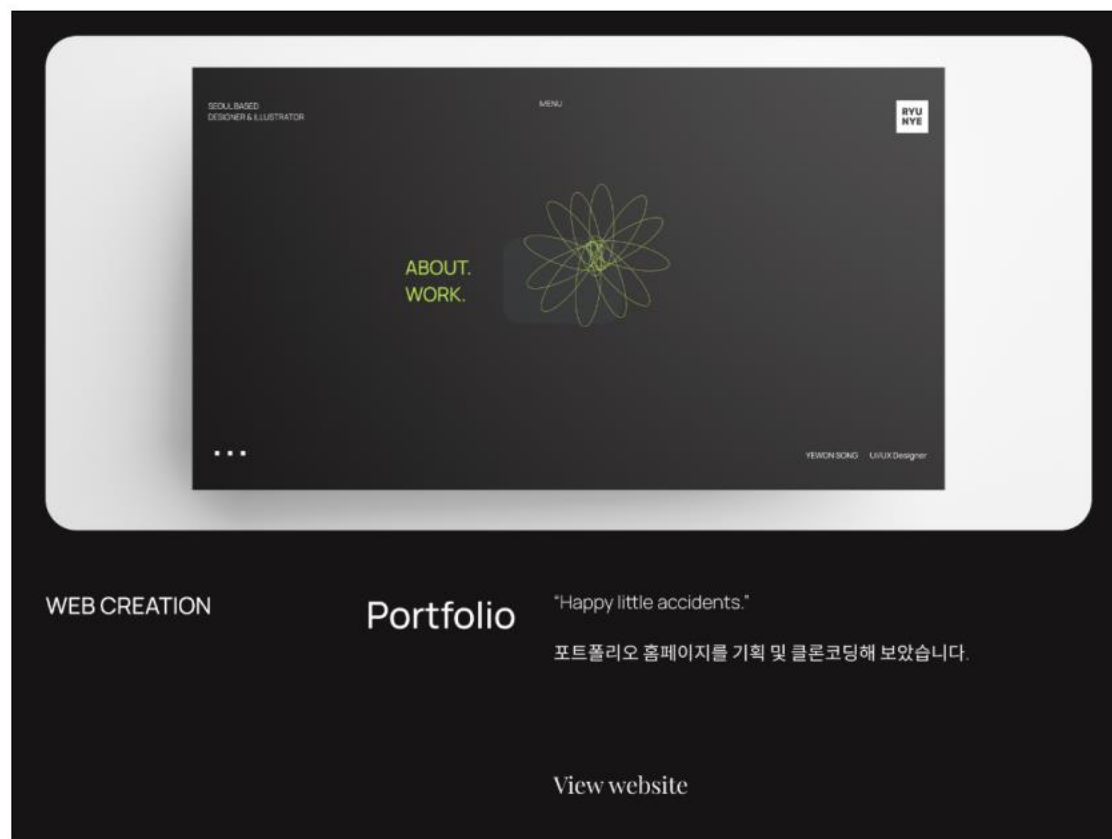 SEOUL BASED
DESIGNER & ILLUSTRATOR
MENU
RYU
NYE
ABOUT.
WORK.
YEWON SONG UI/UX Designer
WEB CREATION
Portfolio
“Happy little accidents.”
포트폴리오 홈페이지를 기획 및 클론코딩해 보았습니다.
View website